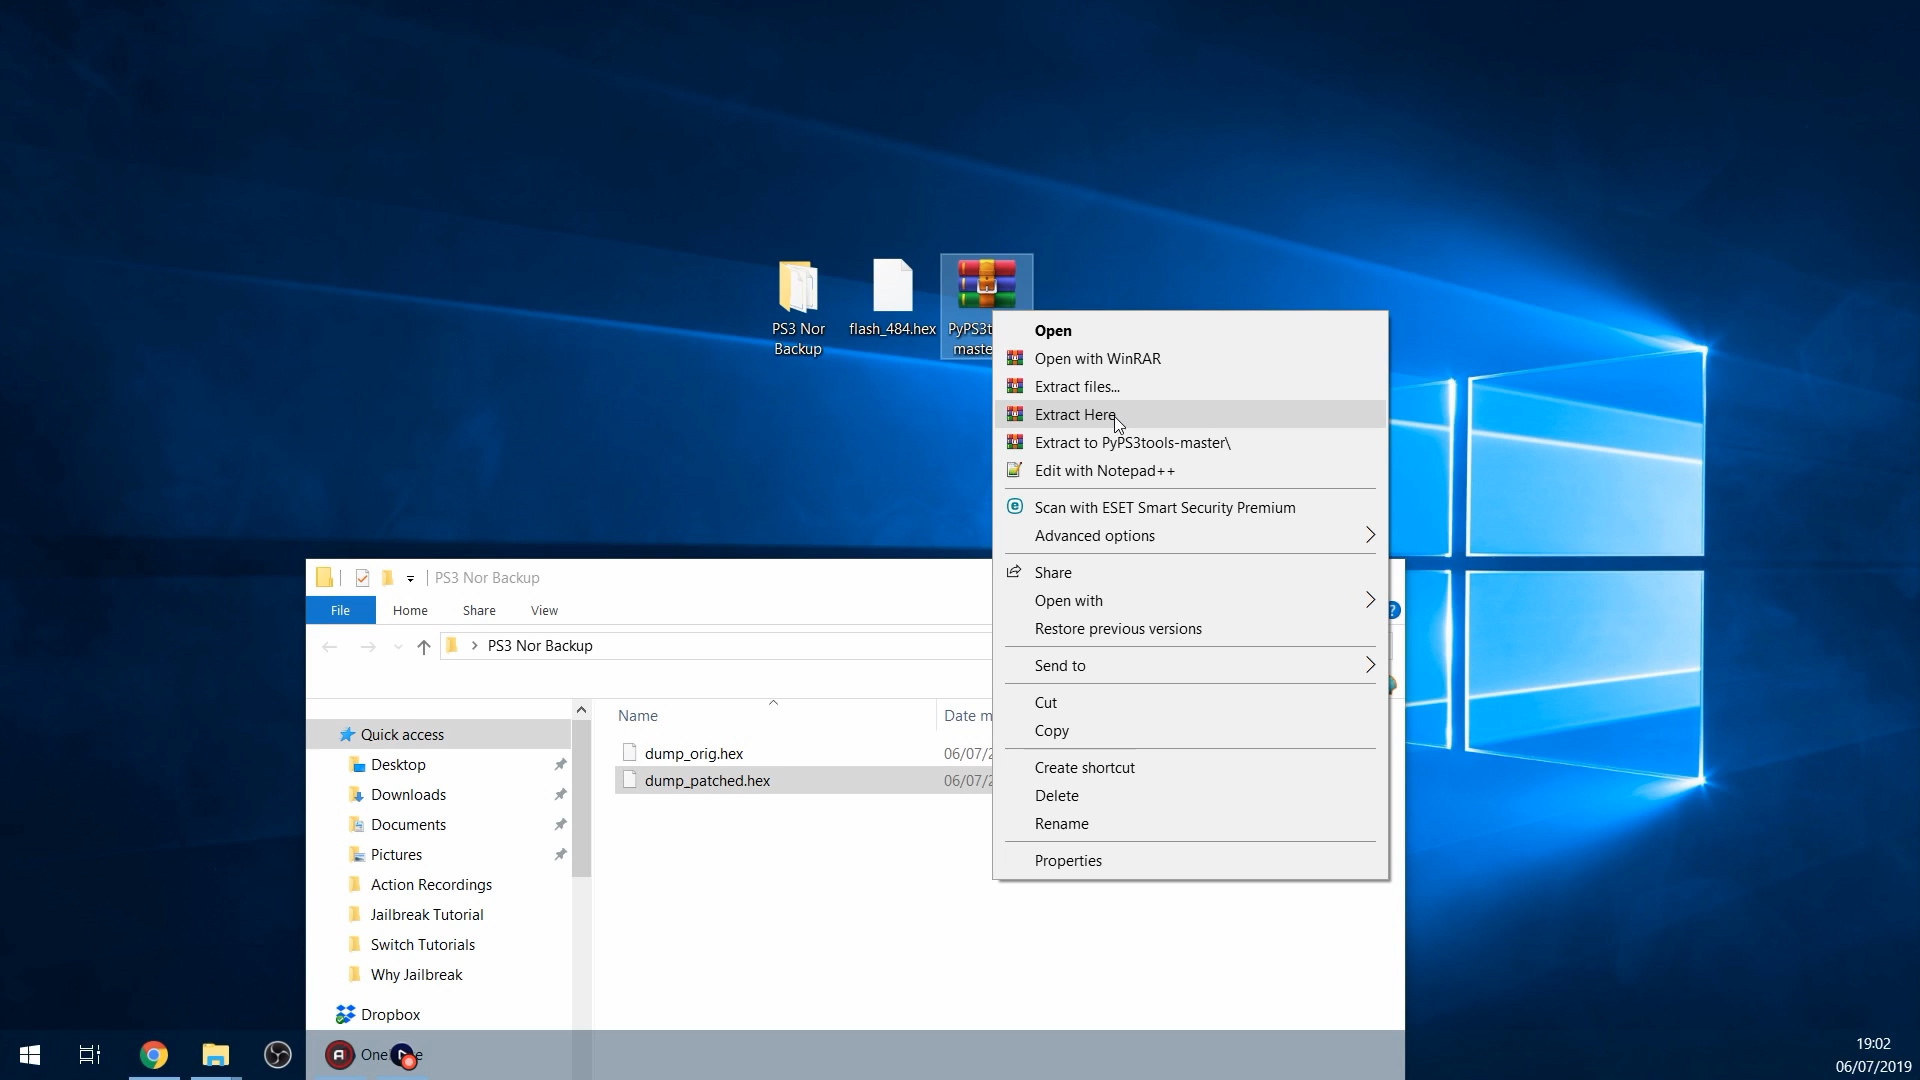 PS3 Nor
Backup
flash_484.hex
PyPS3t
maste
Open
Open with WinRAR
Extract files...
Extract Here
Extract to PyPS3tools-master\
Edit with Notepad++
Scan with ESET Smart Security Premium
Advanced options
Share
Open with
Restore previous versions
Send to
Cut
Copy
Create shortcut
Delete
Rename
Properties
PS3 Nor Backup
File Home Share View
PS3 Nor Backup
Name Date m
dump_orig.hex 06/07/2
dump_patched.hex 06/07/2
Quick access
Desktop
Downloads
Documents
Pictures
Action Recordings
Jailbreak Tutorial
Switch Tutorials
Why Jailbreak
Dropbox
19:02
06/07/2019